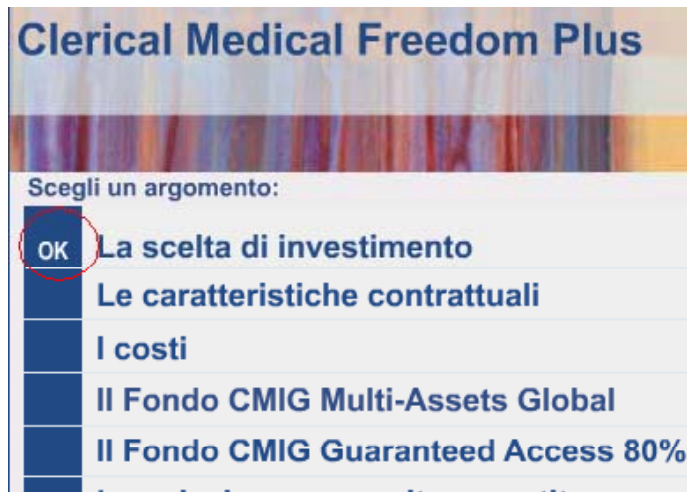 Clerical Medical Freedom Plus
Scegli un argomento:
OK La scelta di investimento
Le caratteristiche contrattuali
I costi
Il Fondo CMIG Multi-Assets Global
Il Fondo CMIG Guaranteed Access 80%